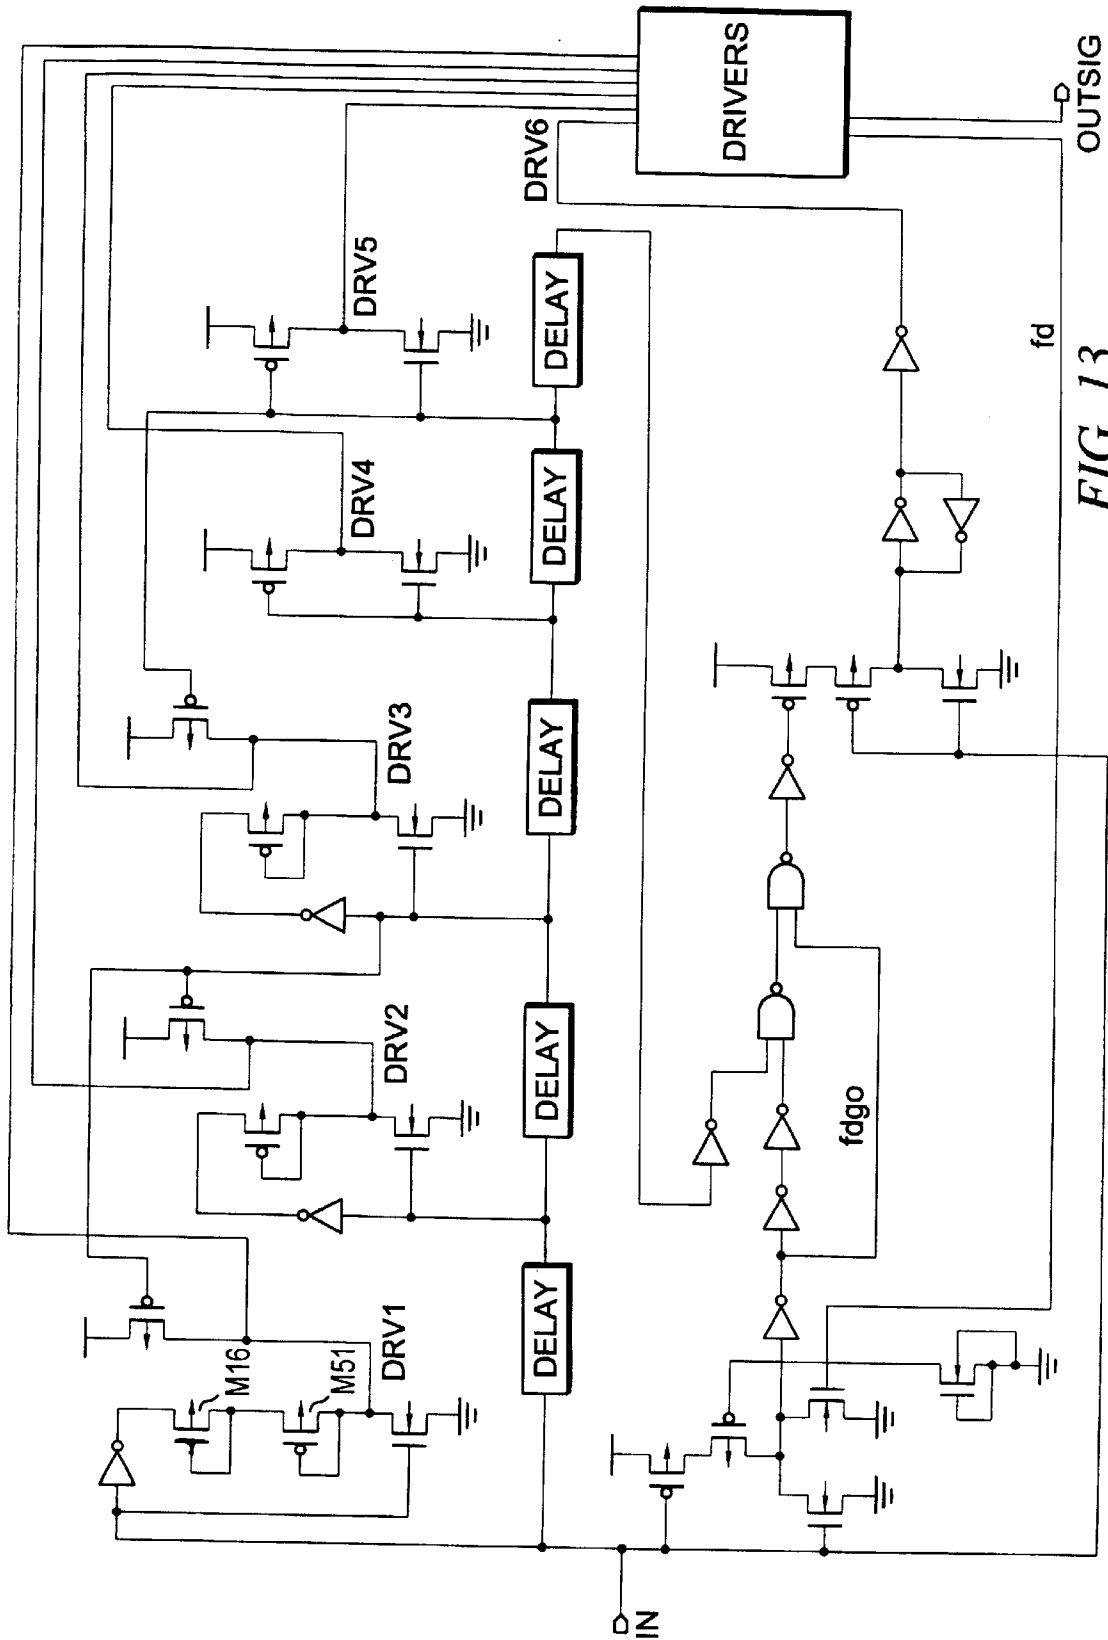 IN
DRV1
M16
M51
DRV2
DRV3
DRV4
DRV5
DRV6
DELAY
DELAY
DELAY
DELAY
DELAY
DRIVERS
fdgo
fd
OUTSIG
FIG. 13